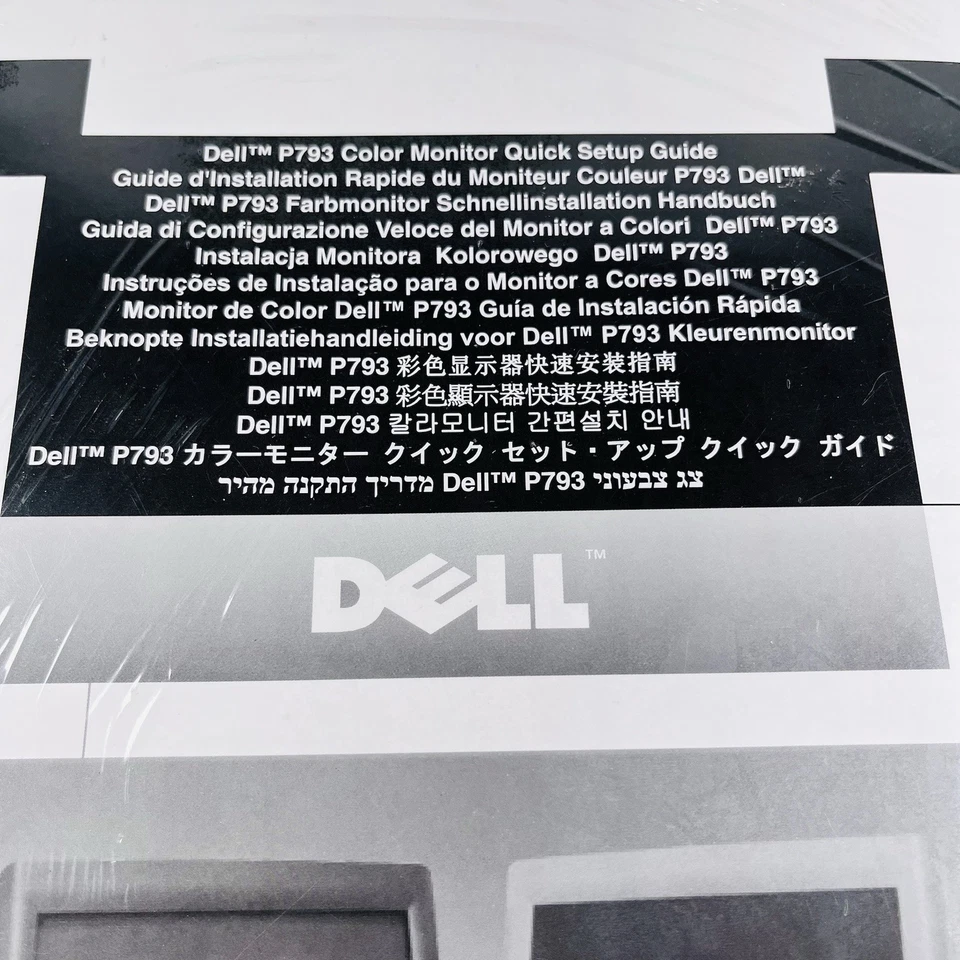 Dell™ P793 Color Monitor Quick Setup Guide
Guide d'Installation Rapide du Moniteur Couleur P793 Dell™
Dell™ P793 Farbmonitor Schnellinstallation Handbuch
Guida di Configurazione Veloce del Monitor a Colori Dell™ P793
Instalacja Monitora Kolorowego Dell™ P793
Instruções de Instalação para o Monitor a Cores Dell™ P793
Monitor de Color Dell™ P793 Guía de Instalación Rápida
Beknopte Installatiehandleiding voor Dell™ P793 Kleurenmonitor
Dell™ P793 彩色显示器快速安装指南
Dell™ P793 彩色顯示器快速安裝指南
Dell™ P793 칼라모니터 간편설치 안내
Dell™ P793 カラーモニター クイック セット・アップ クイック ガイド
צג צבעוני Dell™ P793 מדריך התקנה מהיר
DELL™